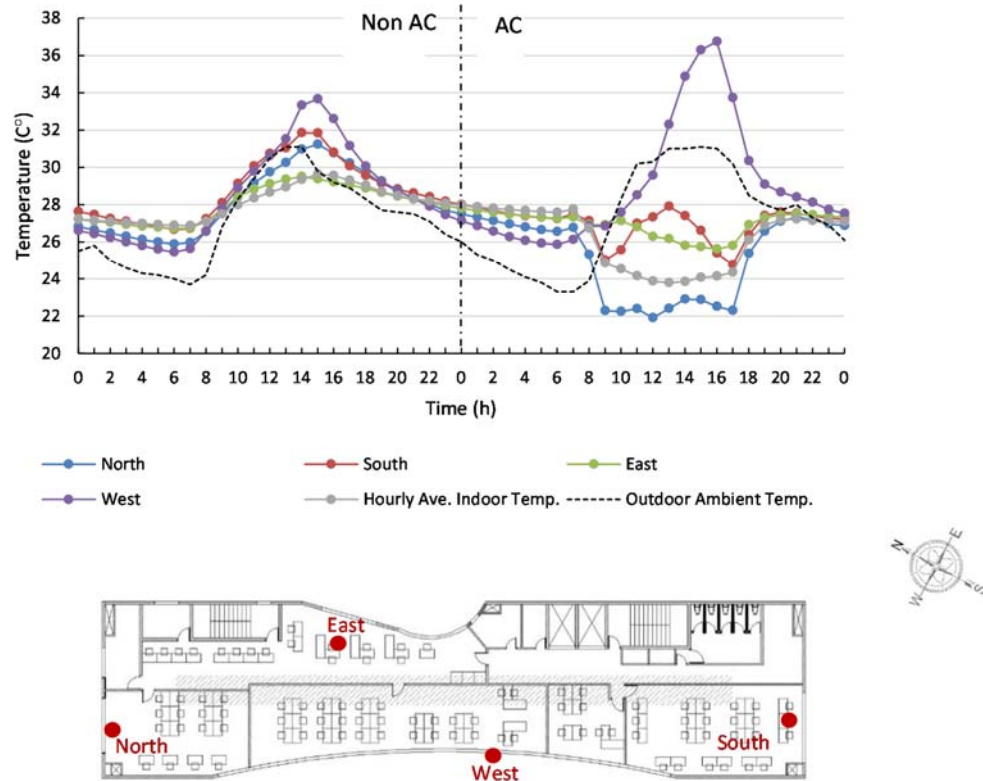 Non AC
AC
Temperature (C°)
38
36
34
32
30
28
26
24
22
20
0 2 4 6 8 10 12 14 16 18 20 22 0 2 4 6 8 10 12 14 16 18 20 22 0
Time (h)
North South East
West Hourly Ave. Indoor Temp. Outdoor Ambient Temp.
N E
W S
East
North
West
South